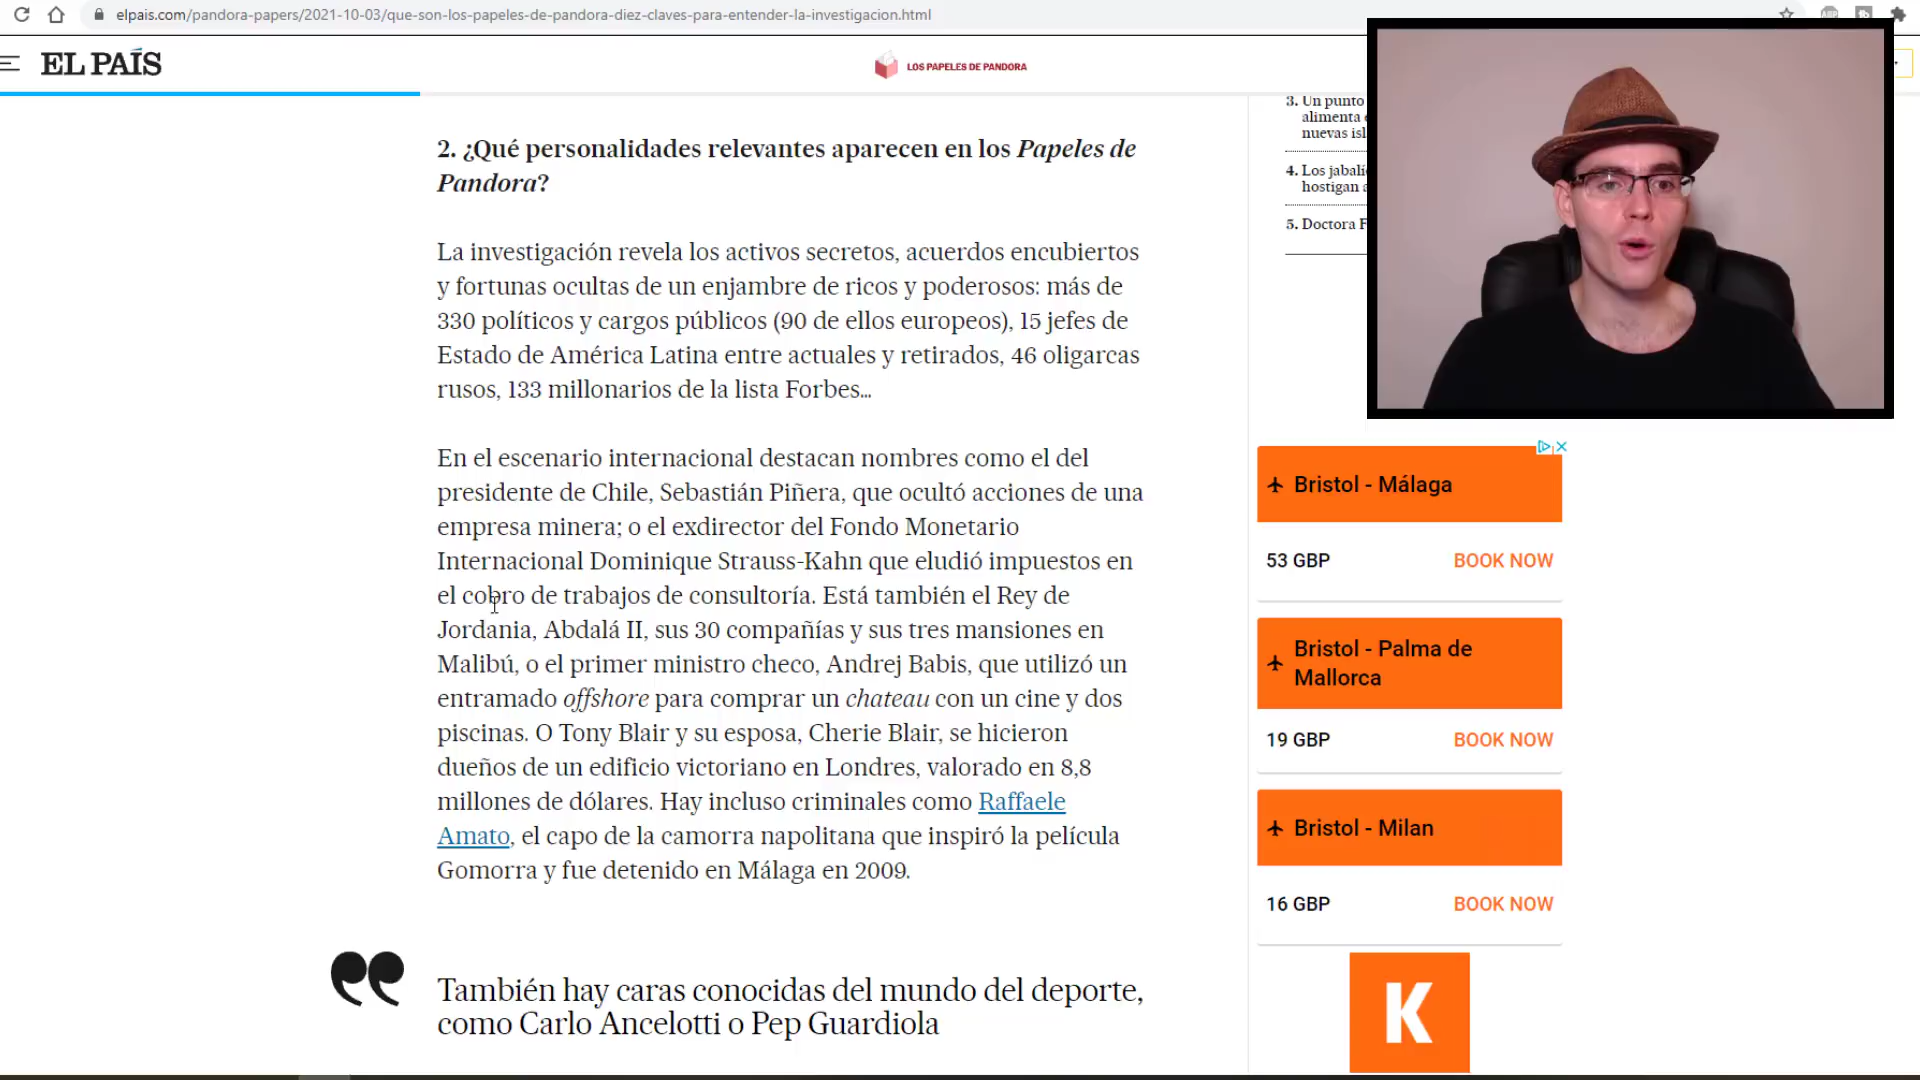 elpais.com/pandora-papers/2021-10-03/que-son-los-papeles-de-pandora-diez-claves-para-entender-la-investigacion.html
EL PAÍS
LOS PAPELES DE PANDORA
2. ¿Qué personalidades relevantes aparecen en los Papeles de
Pandora?
La investigación revela los activos secretos, acuerdos encubiertos
y fortunas ocultas de un enjambre de ricos y poderosos: más de
330 políticos y cargos públicos (90 de ellos europeos), 15 jefes de
Estado de América Latina entre actuales y retirados, 46 oligarcas
rusos, 133 millonarios de la lista Forbes...
En el escenario internacional destacan nombres como el del
presidente de Chile, Sebastián Piñera, que ocultó acciones de una
empresa minera; o el exdirector del Fondo Monetario
Internacional Dominique Strauss-Kahn que eludió impuestos en
el cobro de trabajos de consultoría. Está también el Rey de
Jordania, Abdalá II, sus 30 compañías y sus tres mansiones en
Malibú, o el primer ministro checo, Andrej Babis, que utilizó un
entramado offshore para comprar un chateau con un cine y dos
piscinas. O Tony Blair y su esposa, Cherie Blair, se hicieron
dueños de un edificio victoriano en Londres, valorado en 8,8
millones de dólares. Hay incluso criminales como Raffaele
Amato, el capo de la camorra napolitana que inspiró la película
Gomorra y fue detenido en Málaga en 2009.
También hay caras conocidas del mundo del deporte,
como Carlo Ancelotti o Pep Guardiola
3. Un punto
alimenta
nuevas isl
4. Los jabalí
hostigan a
5. Doctora F
Bristol - Málaga
53 GBP BOOK NOW
Bristol - Palma de
Mallorca
19 GBP BOOK NOW
Bristol - Milan
16 GBP BOOK NOW
K